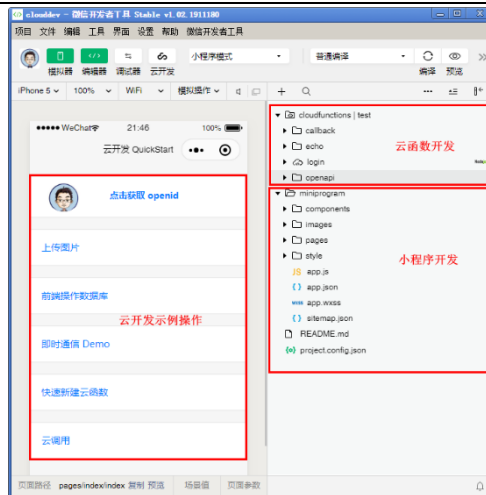 clouddev - 微信开发者工具 Stable v1.02.1911180
项目 文件 编辑 工具 界面 设置 帮助 微信开发者工具
小程序模式 普通编译
模拟器 编辑器 调试器 云开发 编译 预览
iPhone 5 100% WiFi 模拟操作
WeChat 21:46 100%
云开发 QuickStart
点击获取 openid
上传图片
前端操作数据库
云开发示例操作
即时通信 Demo
快速新建云函数
云调用
页面路径 pages/index/index 复制 预览 场景值 页面参数
cloudfunctions | test
callback
echo
云函数开发
login
openapi
miniprogram
components
images
pages
style
小程序开发
JS app.js
{ } app.json
wxss app.wxss
{ } sitemap.json
README.md
{o} project.config.json